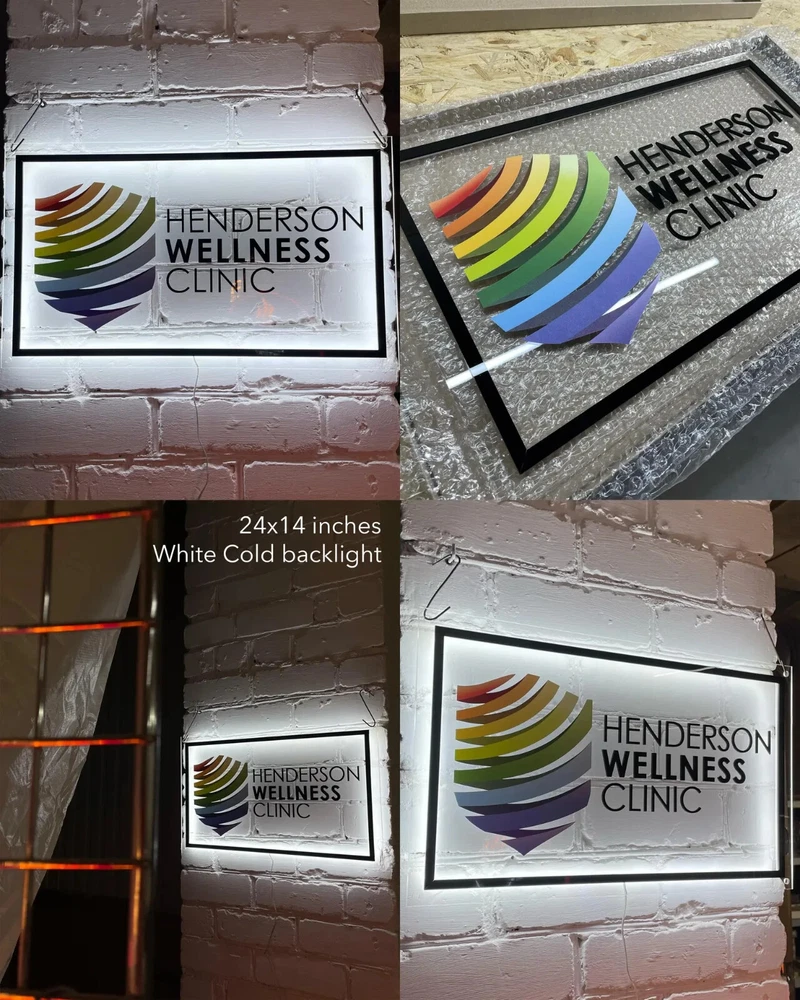 HENDERSON
WELLNESS
CLINIC
HENDERSON
WELLNESS
CLINIC
24x14 inches
White Cold backlight
HENDERSON
WELLNESS
CLINIC
HENDERSON
WELLNESS
CLINIC